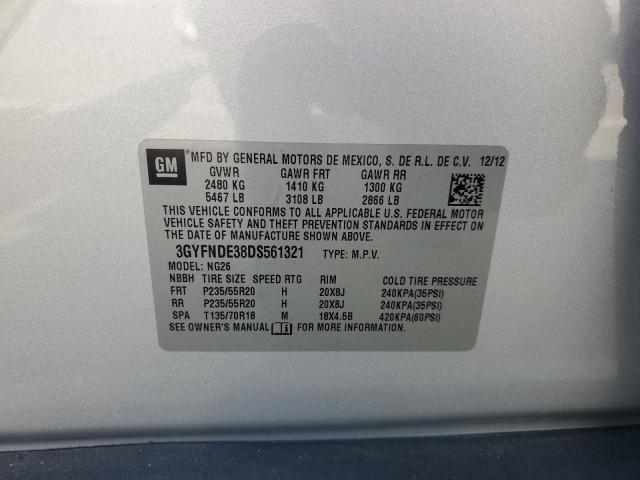 GM MFD BY GENERAL MOTORS DE MEXICO, S. DE R.L. DE C.V. 12/12
GVWR GAWR FRT GAWR RR
2480 KG 1410 KG 1300 KG
5467 LB 3108 LB 2866 LB
THIS VEHICLE CONFORMS TO ALL APPLICABLE U.S. FEDERAL MOTOR
VEHICLE SAFETY AND THEFT PREVENTION STANDARDS IN EFFECT ON
THE DATE OF MANUFACTURE SHOWN ABOVE.
3GYFNDE38DS561321 TYPE: M.P.V.
MODEL: NG26
NBBH TIRE SIZE SPEED RTG RIM COLD TIRE PRESSURE
FRT P235/55R20 H 20X8J 240KPA(35PSI)
RR P235/55R20 H 20X8J 240KPA(35PSI)
SPA T135/70R18 M 18X4.5B 420KPA(60PSI)
SEE OWNER'S MANUAL FOR MORE INFORMATION.